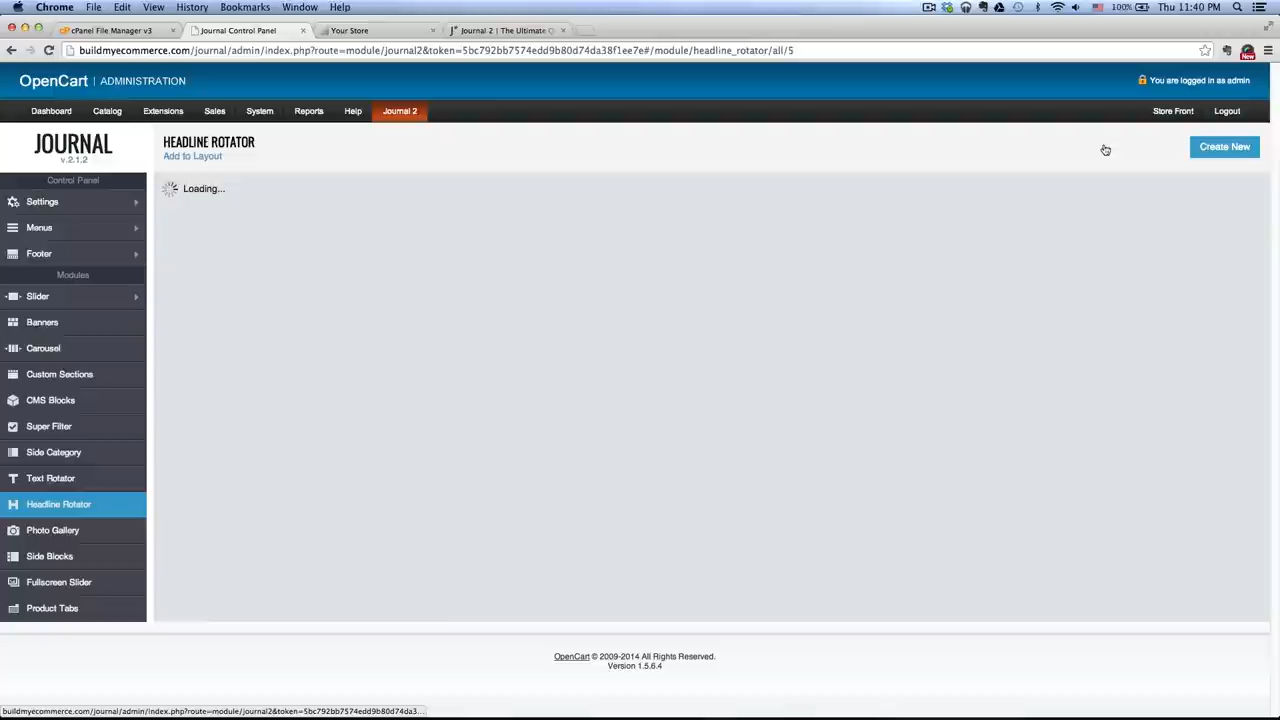 Chrome File Edit View History Bookmarks Window Help 100% Thu 11:40 PM
cPanel File Manager v3 Journal Control Panel Your Store Journal 2 | The Ultimate O
buildmyecommerce.com/journal/admin/index.php?route=module/journal2&token=5bc792bb7574edd9b80d74da38f1ee7e#/module/headline_rotator/all/5
New
OpenCart | ADMINISTRATION
You are logged in as admin
Dashboard Catalog Extensions Sales System Reports Help Journal 2 Store Front Logout
JOURNAL
v.2.1.2
HEADLINE ROTATOR
Add to Layout
Create New
Control Panel
Loading...
Settings
Menus
Footer
Modules
Slider
Banners
Carousel
Custom Sections
CMS Blocks
Super Filter
Side Category
Text Rotator
Headline Rotator
Photo Gallery
Side Blocks
Fullscreen Slider
Product Tabs
OpenCart © 2009-2014 All Rights Reserved.
Version 1.5.6.4
buildmyecommerce.com/journal/admin/index.php?route=module/journal2&token=5bc792bb7574edd9b80d74da3...